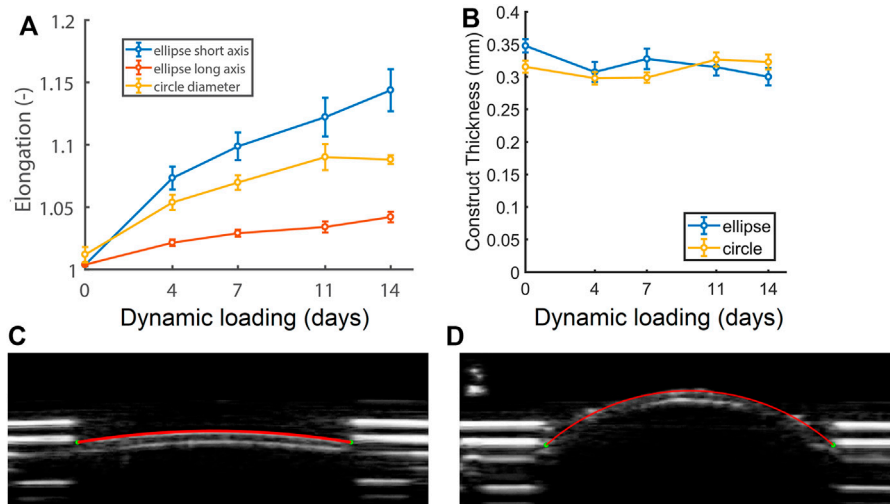 A
1.2
1.15
1.1
1.05
1
Elongation (-)
ellipse short axis
ellipse long axis
circle diameter
0 4 7 11 14
Dynamic loading (days)
B
0.4
0.35
0.3
0.25
0.2
0.15
0.1
0.05
0
Construct Thickness (mm)
ellipse
circle
0 4 7 11 14
Dynamic loading (days)
C
D